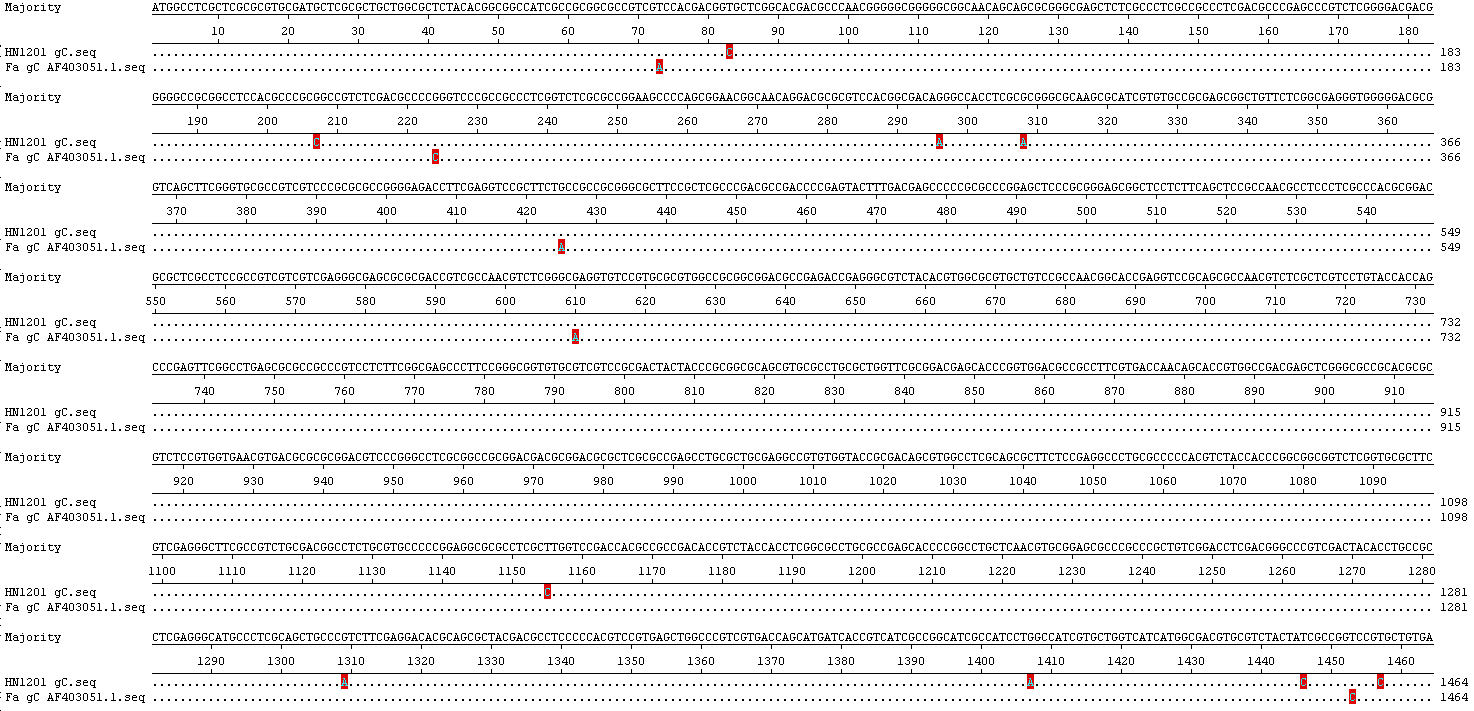 Majority ATGGCCTCGCTCGCGCGTGCGATGCTCGCGCTGCTGGCGCTCTACACGGCGGCCATCGCCGCGGCGCCGTCGTCCACGACGGTGCTCGGCACGACGCCCAACGGGGGCGGGGGCGGCAACAGCAGCGCGGGCGAGCTCTCGCCCTCGCCGCCCTCGACGCCCGAGCCCGTCTCGGGGACGACG
10 20 30 40 50 60 70 80 90 100 110 120 130 140 150 160 170 180
HN1201 gC.seq C 183
Fa gC AF403051.1.seq A 183
Majority GGGGCCGCGGCCTCCACGCCCGCGGCCGTCTCGACGCCCCGGGTCCCGCCGCCCTCGGTCTCGCGCCGGAAGCCCCAGCGGAACGGCAACAGGACGCGCGTCCACGGCGACAGGGCCACCTCGCGCGGGCGCAAGCGCATCGTGTGCCGCGAGCGGCTGTTCTCGGCGAGGGTGGGGGACGCG
190 200 210 220 230 240 250 260 270 280 290 300 310 320 330 340 350 360
HN1201 gC.seq C A A 366
Fa gC AF403051.1.seq C 366
Majority GTCAGCTTCGGGTGCGCCGTCGTCCCGCGCGCCGGGGAGACCTTCGAGGTCCGCTTCTGCCGCCGCGGGCGCTTCCGCTCGCCCGACGCCGACCCCGAGTACTTTGACGAGCCCCCGCGCCCGGAGCTCCCGCGGGAGCGGCTCCTCTTCAGCTCCGCCAACGCCTCCCTCGCCCACGCGGAC
370 380 390 400 410 420 430 440 450 460 470 480 490 500 510 520 530 540
HN1201 gC.seq 549
Fa gC AF403051.1.seq A 549
Majority GCGCTCGCCTCCGCCGTCGTCGTCGAGGGCGAGCGCGCGACCGTCGCCAACGTCTCGGGCGAGGTGTCCGTGCGCGTGGCCGCGGCGGACGCCGAGACCGAGGGCGTCTACACGTGGCGCGTGCTGTCCGCCAACGGCACCGAGGTCCGCAGCGCCAACGTCTCGCTCGTCCTGTACCACCAG
550 560 570 580 590 600 610 620 630 640 650 660 670 680 690 700 710 720 730
HN1201 gC.seq 732
Fa gC AF403051.1.seq A 732
Majority CCCGAGTTCGGCCTGAGCGCGCCGCCCGTCCTCTTCGGCGAGCCCTTCCGGGCGGTGTGCGTCGTCCGCGACTACTACCCGCGGCGCAGCGTGCGCCTGCGCTGGTTCGCGGACGAGCACCCGGTGGACGCCGCCTTCGTGACCAACAGCACCGTGGCCGACGAGCTCGGGCGCCGCACGCGC
740 750 760 770 780 790 800 810 820 830 840 850 860 870 880 890 900 910
HN1201 gC.seq 915
Fa gC AF403051.1.seq 915
Majority GTCTCCGTGGTGAACGTGACGCGCGCGGACGTCCCGGGCCTCGCGGCCGCGGACGACGCGGACGCGCTCGCGCCGAGCCTGCGCTGCGAGGCCGTGTGGTACCGCGACAGCGTGGCCTCGCAGCGCTTCTCCGAGGCCCTGCGCCCCCACGTCTACCACCCGGCGGCGGTCTCGGTGCGCTTC
920 930 940 950 960 970 980 990 1000 1010 1020 1030 1040 1050 1060 1070 1080 1090
HN1201 gC.seq 1098
Fa gC AF403051.1.seq 1098
Majority GTCGAGGGCTTCGCCGTCTGCGACGGCCTCTGCGTGCCCCCGGAGGCGCGCCTCGCTTGGTCCGACCACGCCGCCGACACCGTCTACCACCTCGGCGCCTGCGCCGAGCACCCCGGCCTGCTCAACGTGCGGAGCGCCCGCCCGCTGTCGGACCTCGACGGGCCCGTCGACTACACCTGCCGC
1100 1110 1120 1130 1140 1150 1160 1170 1180 1190 1200 1210 1220 1230 1240 1250 1260 1270 1280
HN1201 gC.seq C 1281
Fa gC AF403051.1.seq 1281
Majority CTCGAGGGCATGCCCTCGCAGCTGCCCGTCTTCGAGGACACGCAGCGCTACGACGCCTCCCCCACGTCCGTGAGCTGGCCCGTCGTGACCAGCATGATCACCGTCATCGCCGGCATCGCCATCCTGGCCATCGTGCTGGTCATCATGGCGACGTGCGTCTACTATCGCCGGTCCGTGCTGTGA
1290 1300 1310 1320 1330 1340 1350 1360 1370 1380 1390 1400 1410 1420 1430 1440 1450 1460
HN1201 gC.seq A A C C 1464
Fa gC AF403051.1.seq C 1464